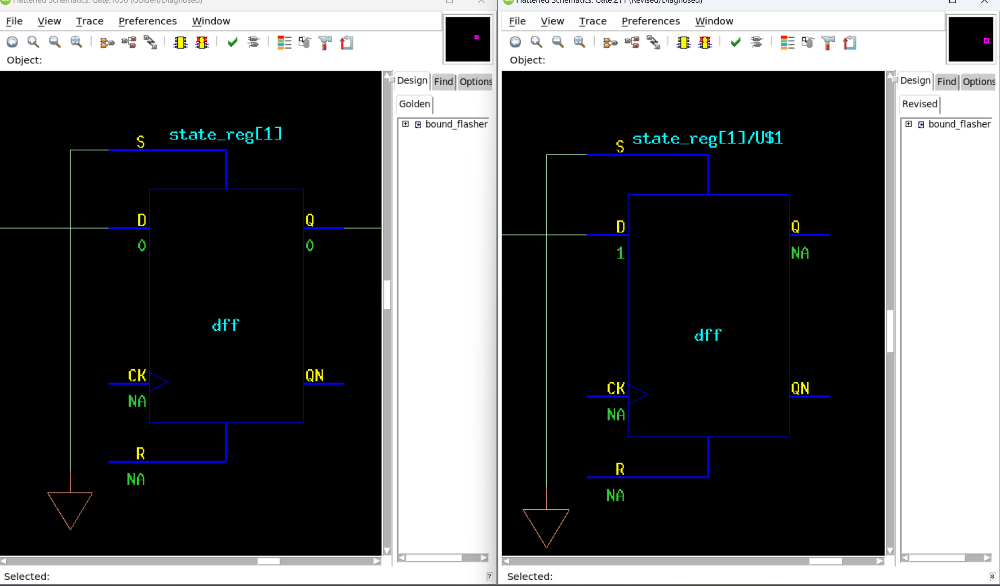 Flattened Schematics: Gate:1036 (Golden/Diagnosed)
File View Trace Preferences Window
Object:
Design Find Options
Golden
bound_flasher
state_reg[1]
S
D
0
Q
0
dff
CK
NA
QN
R
NA
Selected:
7
Flattened Schematics: Gate:211 (Revised/Diagnosed)
File View Trace Preferences Window
Object:
Design Find Options
Revised
bound_flasher
state_reg[1]/U$1
S
D
1
Q
NA
dff
CK
NA
QN
R
NA
Selected:
8